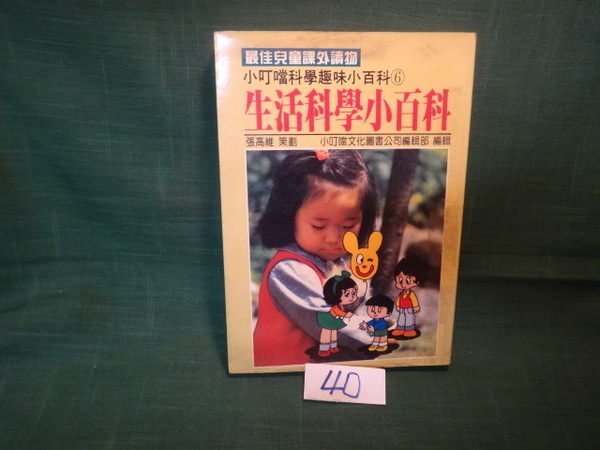 最佳兒童課外讀物
小叮噹科學趣味小百科⑥
生活科學小百科
張高維 策劃 小叮噹文化圖書公司編輯部 編輯
40